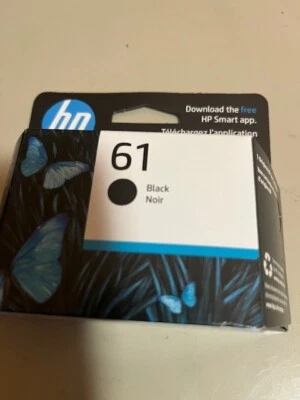 Download the free
HP Smart app.
Téléchargez l'application
hp
61
Black
Noir